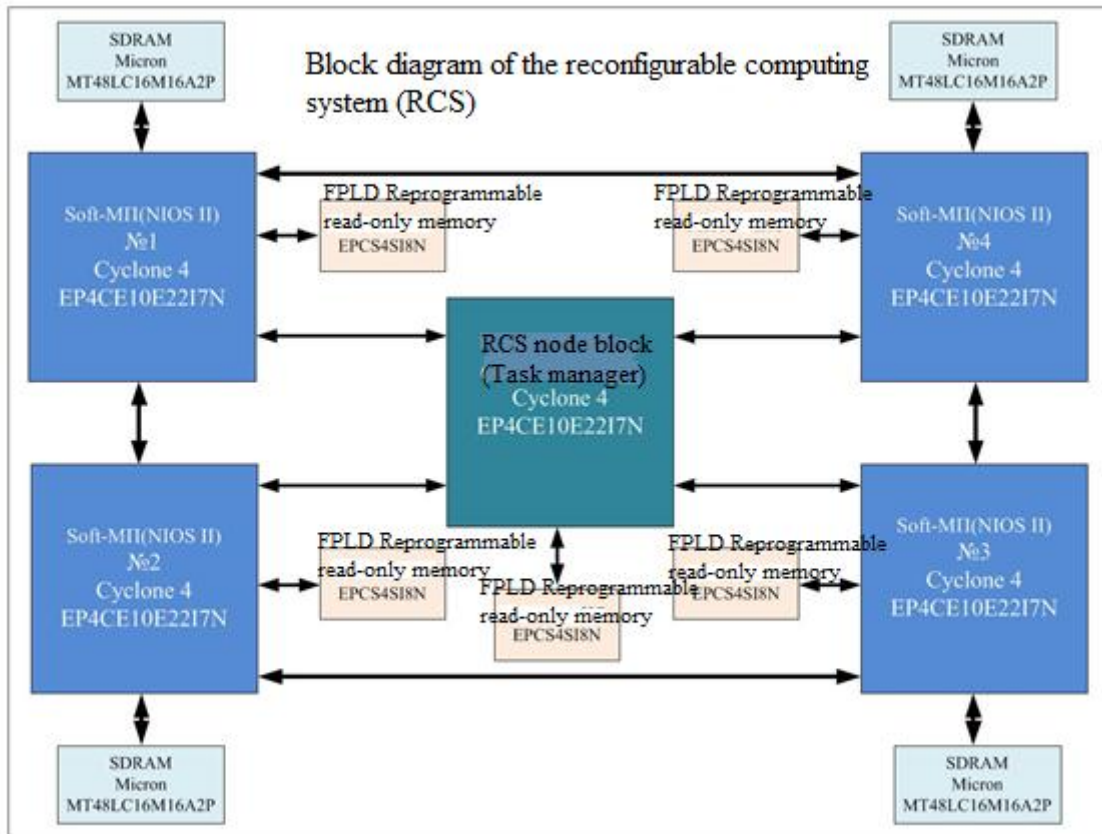 SDRAM
Micron
MT48LC16M16A2P
Block diagram of the reconfigurable computing
system (RCS)
SDRAM
Micron
MT48LC16M16A2P
Soft-МП(NIOS II)
№1
Cyclone 4
EP4CE10E22I7N
FPLD Reprogrammable
read-only memory
EPCS4SI8N
FPLD Reprogrammable
read-only memory
EPCS4SI8N
Soft-МП(NIOS II)
№4
Cyclone 4
EP4CE10E22I7N
RCS node block
(Task manager)
Cyclone 4
EP4CE10E22I7N
Soft-МП(NIOS II)
№2
Cyclone 4
EP4CE10E22I7N
FPLD Reprogrammable
read-only memory
EPCS4SI8N
FPLD Reprogrammable
read-only memory
EPCS4SI8N
FPLD Reprogrammable
read-only memory
EPCS4SI8N
Soft-МП(NIOS II)
№3
Cyclone 4
EP4CE10E22I7N
SDRAM
Micron
MT48LC16M16A2P
SDRAM
Micron
MT48LC16M16A2P